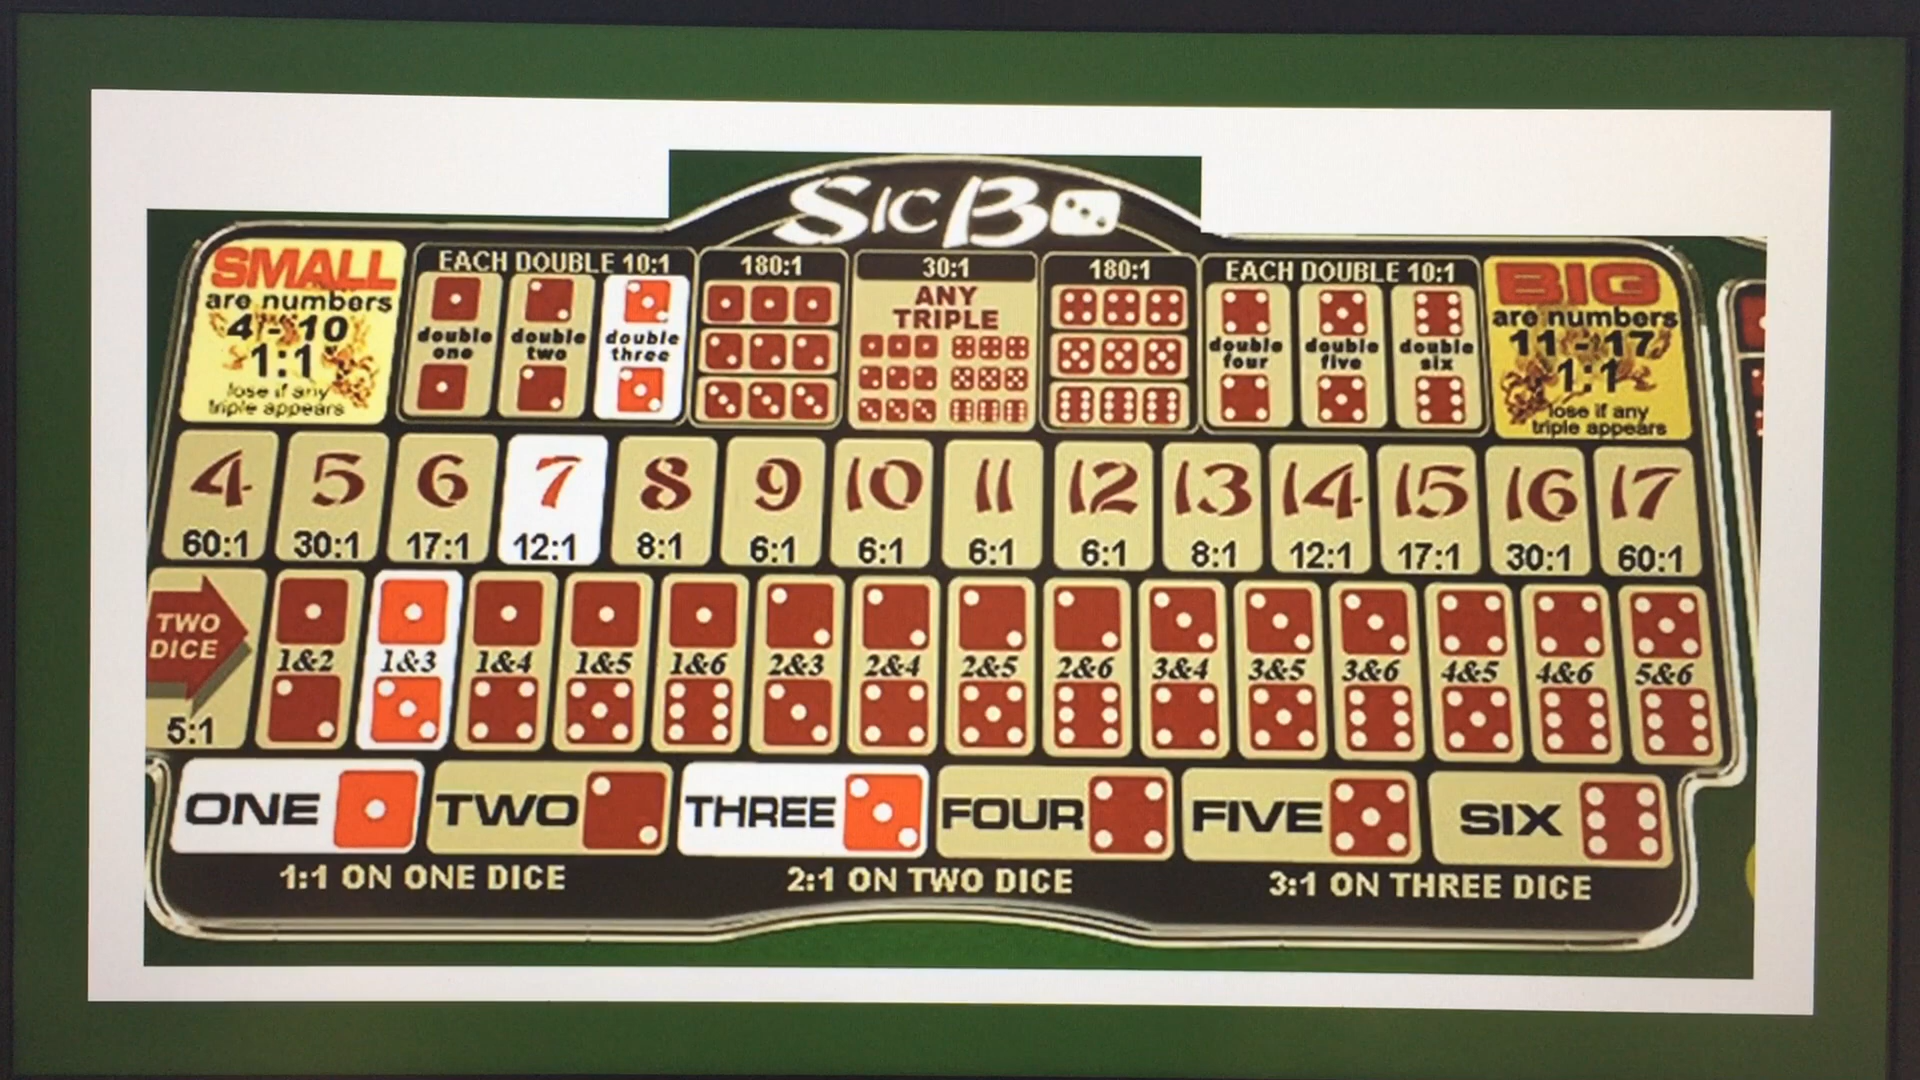 SIC BO
SMALL
are numbers
4 - 10
1:1
lose if any
triple appears
EACH DOUBLE 10:1
double
one
double
two
double
three
180:1
30:1
ANY
TRIPLE
180:1
EACH DOUBLE 10:1
double
four
double
five
double
six
BIG
are numbers
11 - 17
1:1
lose if any
triple appears
4 5 6 7 8 9 10 11 12 13 14 15 16 17
60:1 30:1 17:1 12:1 8:1 6:1 6:1 6:1 6:1 8:1 12:1 17:1 30:1 60:1
TWO
DICE
5:1
1&2 1&3 1&4 1&5 1&6 2&3 2&4 2&5 2&6 3&4 3&5 3&6 4&5 4&6 5&6
ONE TWO THREE FOUR FIVE SIX
1:1 ON ONE DICE 2:1 ON TWO DICE 3:1 ON THREE DICE